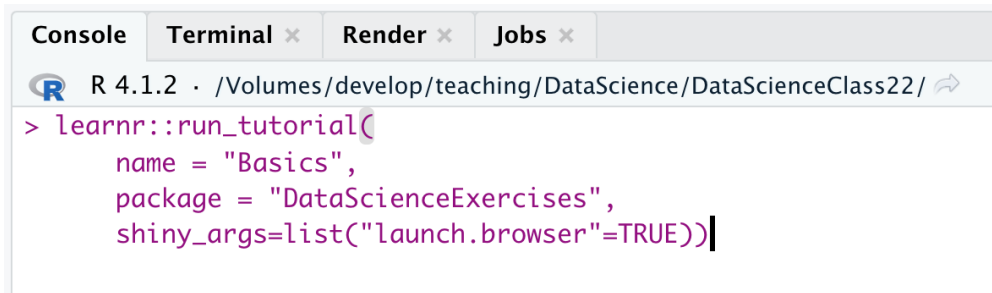 Console Terminal × Render × Jobs ×
R R 4.1.2 · /Volumes/develop/teaching/DataScience/DataScienceClass22/
> learnr::run_tutorial(
name = "Basics",
package = "DataScienceExercises",
shiny_args=list("launch.browser"=TRUE))